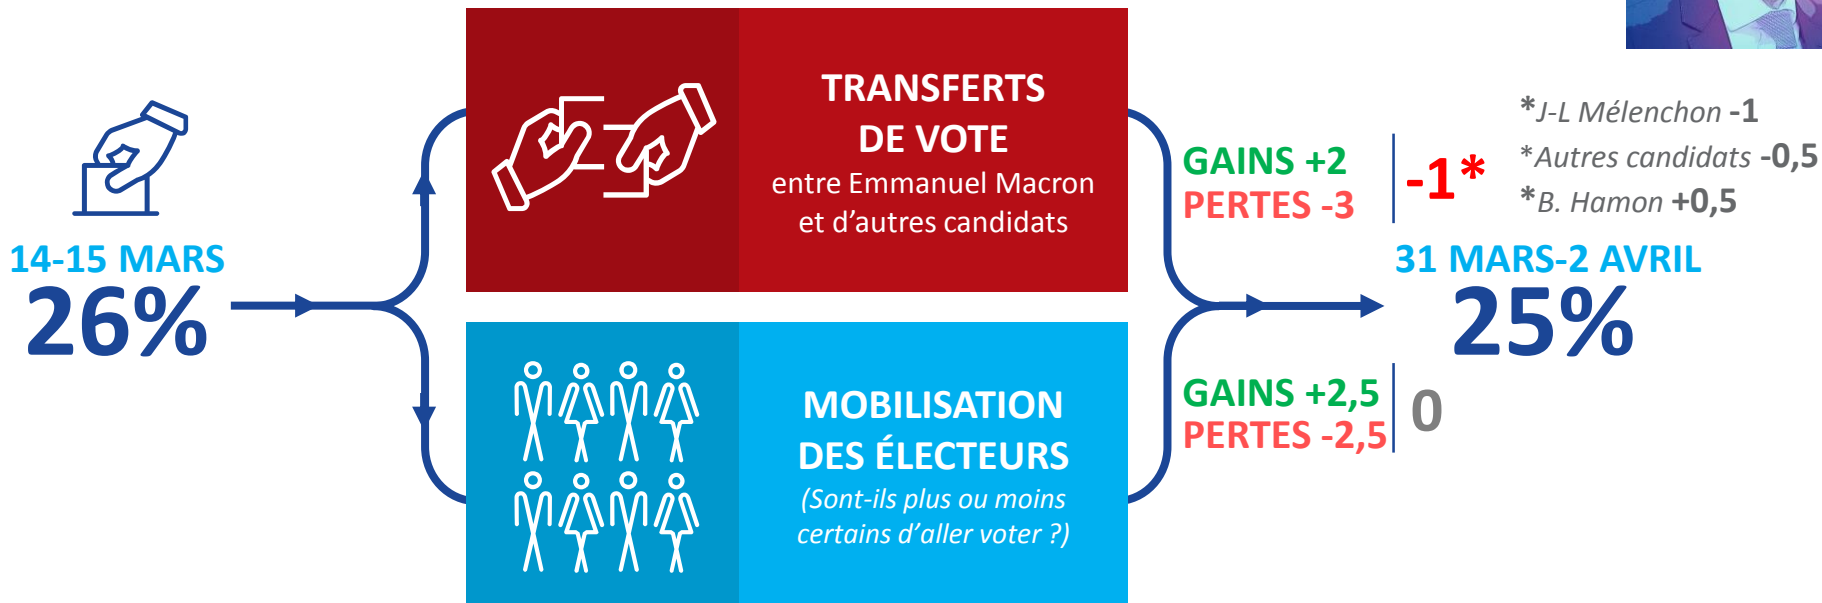 14-15 MARS
26%
TRANSFERTS
DE VOTE
entre Emmanuel Macron
et d'autres candidats
GAINS +2
PERTES -3
-1*
*J-L Mélenchon -1
*Autres candidats -0,5
*B. Hamon +0,5
MOBILISATION
DES ÉLECTEURS
(Sont-ils plus ou moins
certains d'aller voter ?)
GAINS +2,5
PERTES -2,5
0
31 MARS-2 AVRIL
25%